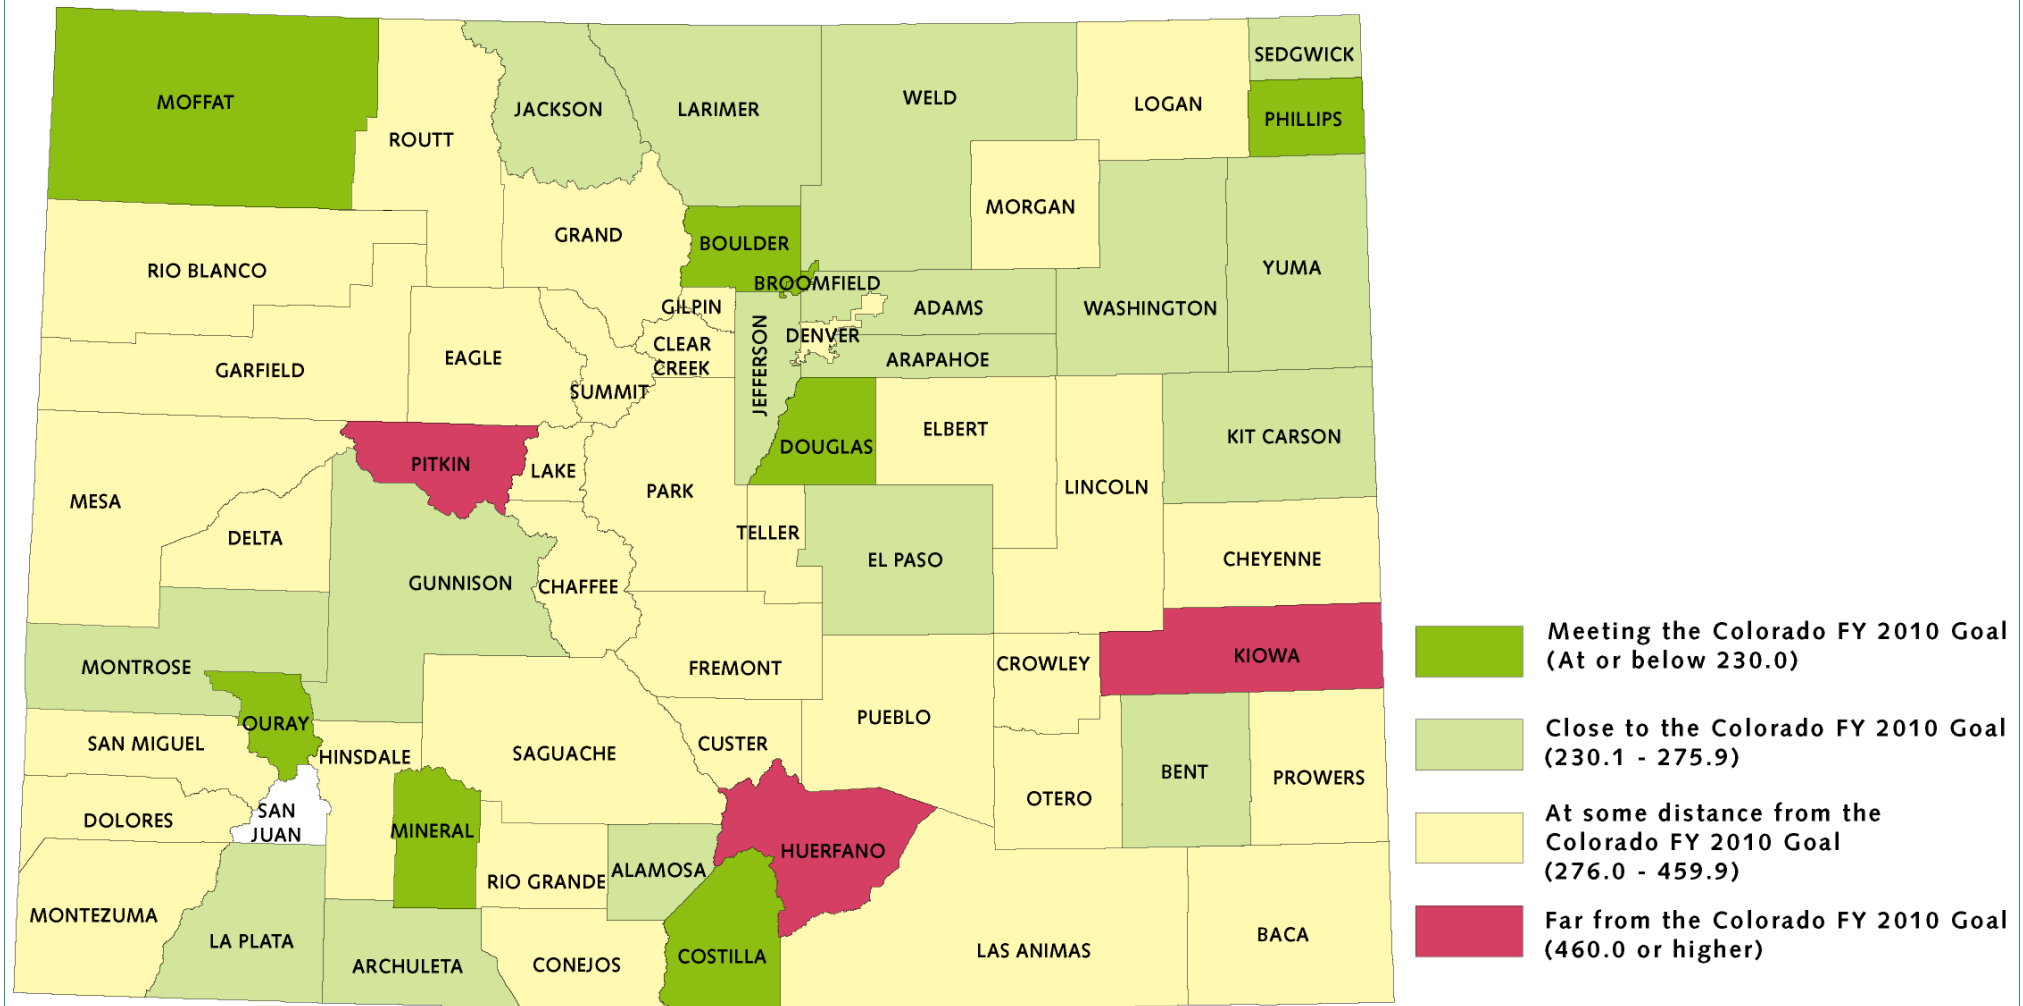 SEDGWICK
MOFFAT
JACKSON
LARIMER
WELD
LOGAN
PHILLIPS
ROUTT
MORGAN
GRAND
BOULDER
RIO BLANCO
YUMA
BROOMFIELD
GILPIN
ADAMS
WASHINGTON
DENVER
CLEAR
CREEK
JEFFERSON
ARAPAHOE
EAGLE
GARFIELD
SUMMIT
ELBERT
KIT CARSON
DOUGLAS
PITKIN
LAKE
PARK
LINCOLN
MESA
TELLER
DELTA
EL PASO
CHEYENNE
GUNNISON
CHAFFEE
MONTROSE
FREMONT
CROWLEY
KIOWA
OURAY
PUEBLO
SAN MIGUEL
HINSDALE
SAGUACHE
CUSTER
BENT
PROWERS
OTERO
SAN
JUAN
DOLORES
MINERAL
HUERFANO
ALAMOSA
RIO GRANDE
MONTEZUMA
LA PLATA
ARCHULETA
CONEJOS
COSTILLA
LAS ANIMAS
BACA
Meeting the Colorado FY 2010 Goal
(At or below 230.0)
Close to the Colorado FY 2010 Goal
(230.1 - 275.9)
At some distance from the
Colorado FY 2010 Goal
(276.0 - 459.9)
Far from the Colorado FY 2010 Goal
(460.0 or higher)